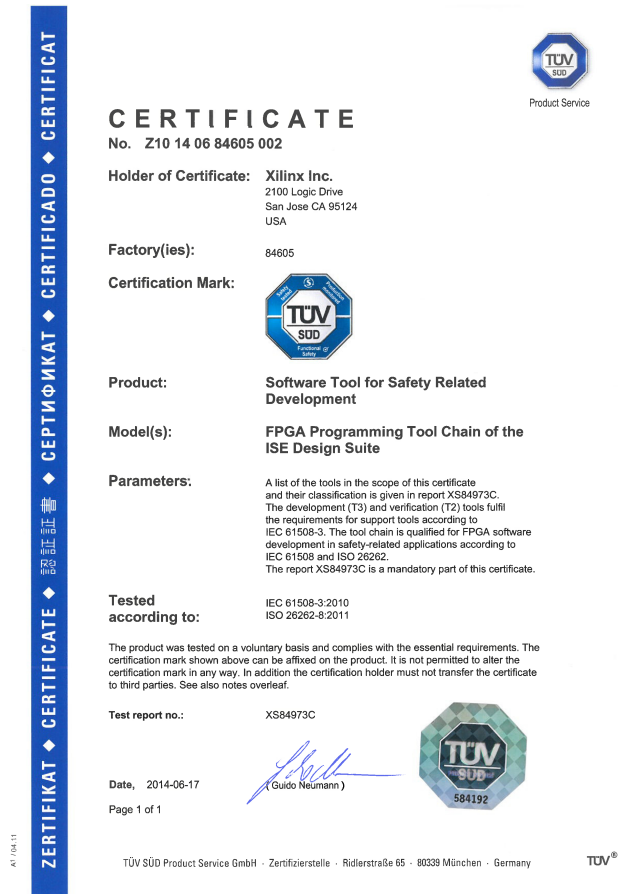 TÜV
SÜD
Product Service
CERTIFICATE
No. Z10 14 06 84605 002
Holder of Certificate: Xilinx Inc.
2100 Logic Drive
San Jose CA 95124
USA
Factory(ies): 84605
Certification Mark:
Safety tested
Production monitored
TÜV
SÜD
Functional Safety
Product: Software Tool for Safety Related
Development
Model(s): FPGA Programming Tool Chain of the
ISE Design Suite
Parameters: A list of the tools in the scope of this certificate
and their classification is given in report XS84973C.
The development (T3) and verification (T2) tools fulfil
the requirements for support tools according to
IEC 61508-3. The tool chain is qualified for FPGA software
development in safety-related applications according to
IEC 61508 and ISO 26262.
The report XS84973C is a mandatory part of this certificate.
Tested
according to:
IEC 61508-3:2010
ISO 26262-8:2011
The product was tested on a voluntary basis and complies with the essential requirements. The
certification mark shown above can be affixed on the product. It is not permitted to alter the
certification mark in any way. In addition the certification holder must not transfer the certificate
to third parties. See also notes overleaf.
Test report no.: XS84973C
Date, 2014-06-17
( Guido Neumann )
Page 1 of 1
TÜV
SÜD
584192
TÜV SÜD Product Service GmbH · Zertifizierstelle · Ridlerstraße 65 · 80339 München · Germany
TÜV®
ZERTIFIKAT ◆ CERTIFICATE ◆ 認証証書 ◆ СЕРТИФИКАТ ◆ CERTIFICADO ◆ CERTIFICAT
A1 / 04.11